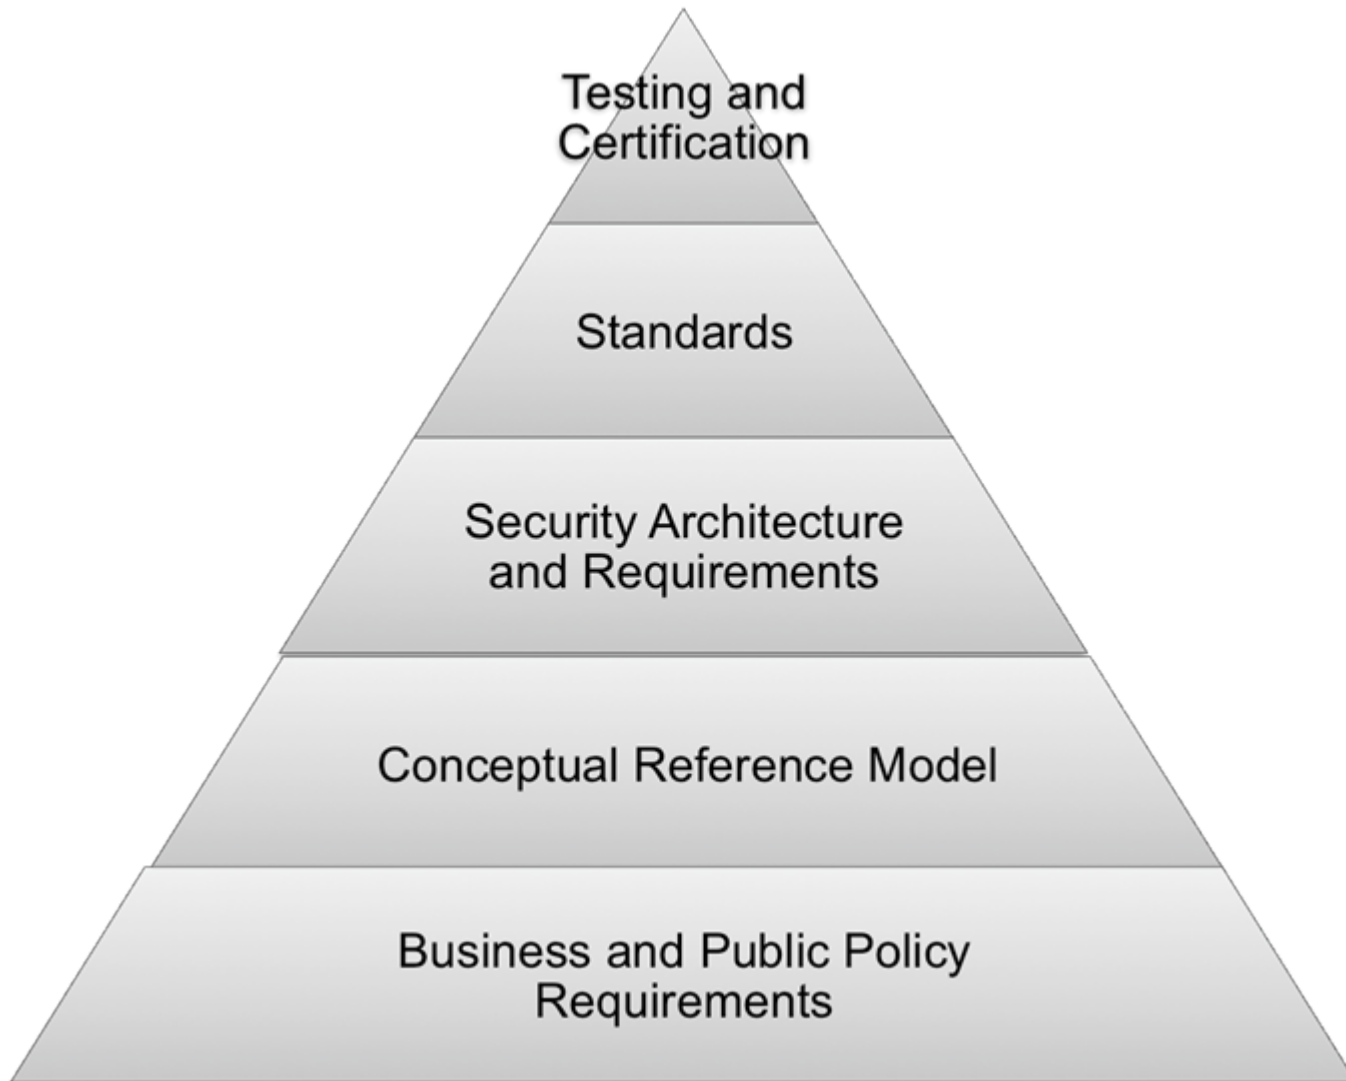 Testing and
Certification
Standards
Security Architecture
and Requirements
Conceptual Reference Model
Business and Public Policy
Requirements